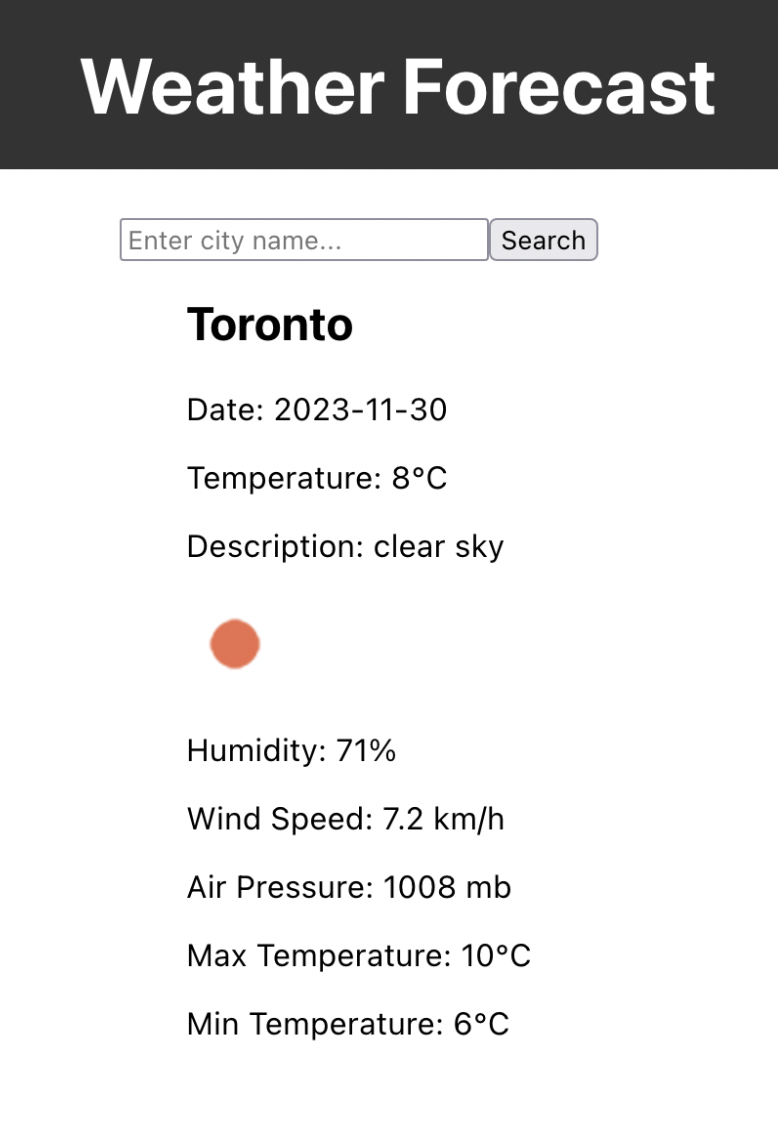 Weather Forecast
Enter city name...
Search
Toronto
Date: 2023-11-30
Temperature: 8°C
Description: clear sky
Humidity: 71%
Wind Speed: 7.2 km/h
Air Pressure: 1008 mb
Max Temperature: 10°C
Min Temperature: 6°C